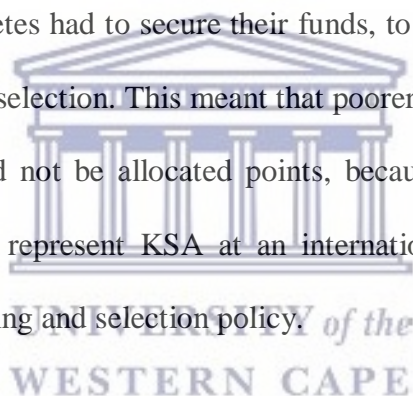 etes had to secure their funds, to
selection. This meant that poorer
d not be allocated points, becau
represent KSA at an internatio
ing and selection policy.
UNIVERSITY of the
WESTERN CAPE